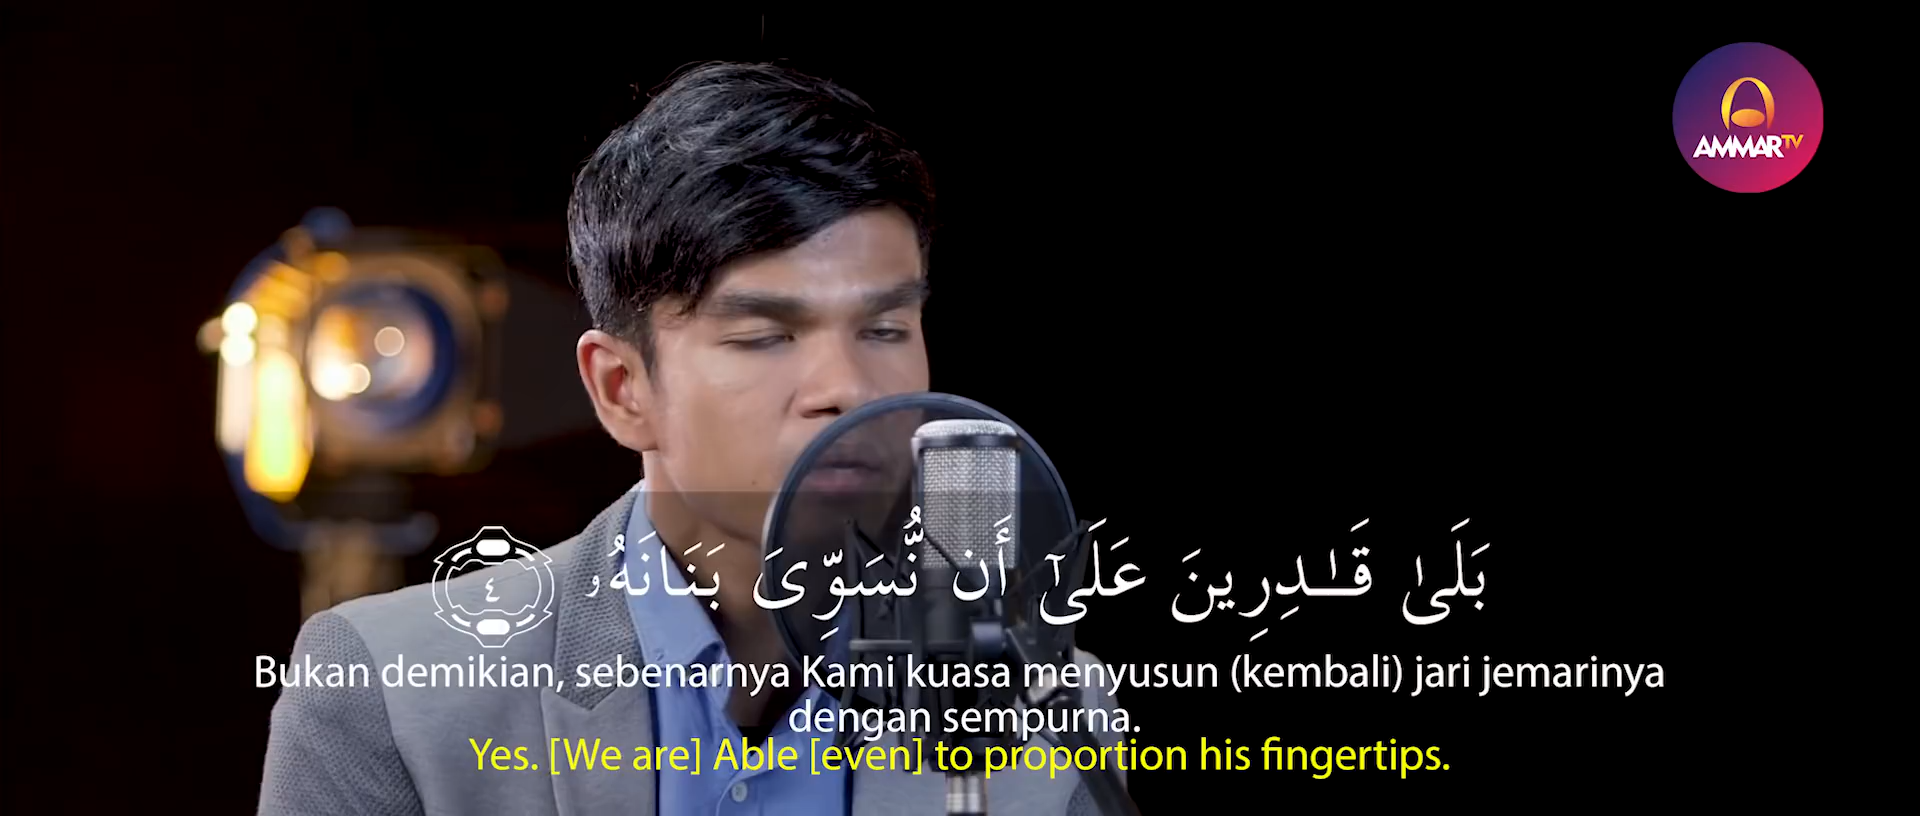 AMMARTV
بَلَىٰ قَـٰدِرِينَ عَلَىٰٓ أَن نُّسَوِّىَ بَنَانَهُۥ ٤
Bukan demikian, sebenarnya Kami kuasa menyusun (kembali) jari jemarinya
dengan sempurna.
Yes. [We are] Able [even] to proportion his fingertips.